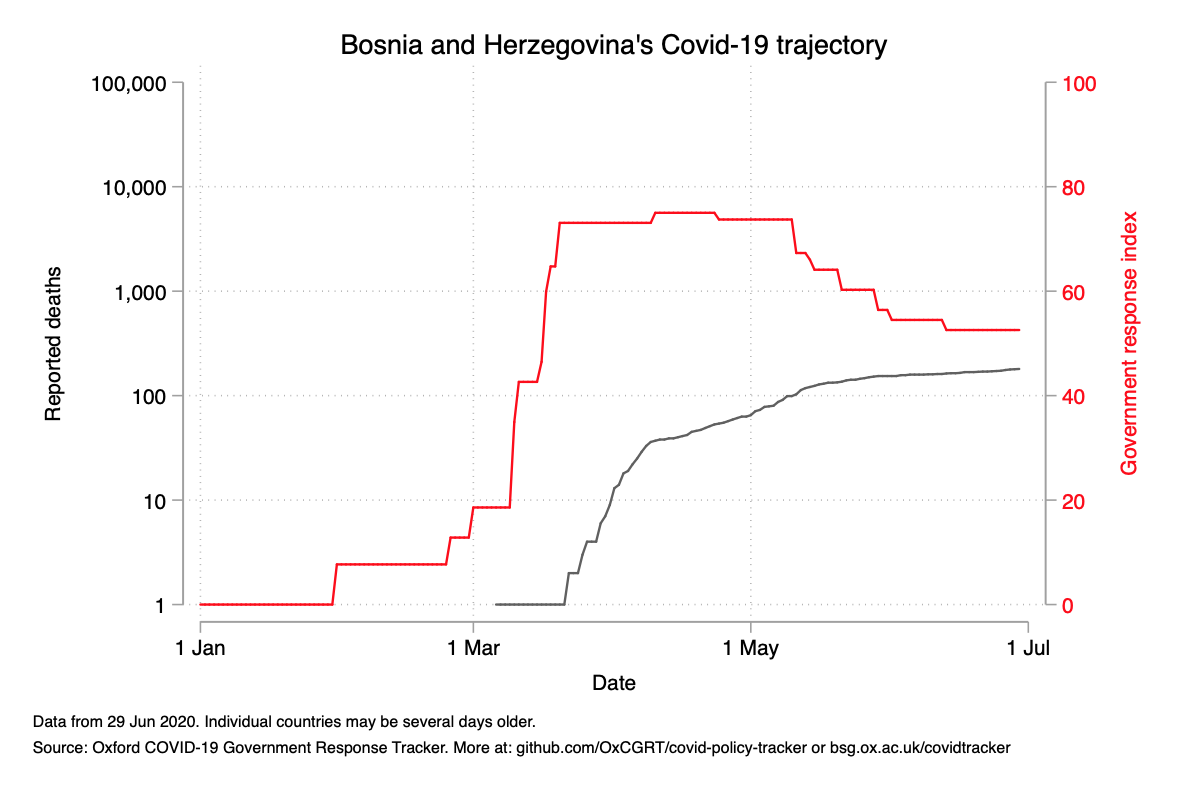 Bosnia and Herzegovina's Covid-19 trajectory
100,000
10,000
1,000
100
10
1
Reported deaths
100
80
60
40
20
0
Government response index
1 Jan
1 Mar
1 May
1 Jul
Date
Data from 29 Jun 2020. Individual countries may be several days older.
Source: Oxford COVID-19 Government Response Tracker. More at: github.com/OxCGRT/covid-policy-tracker or bsg.ox.ac.uk/covidtracker